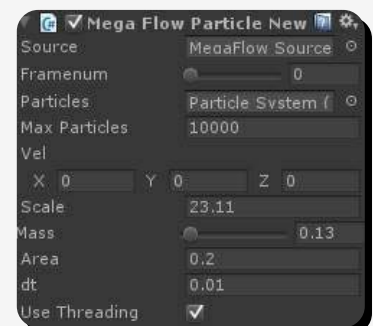 Mega Flow Particle New
Source MegaFlow Source
Framenum 0
Particles Particle System (
Max Particles 10000
Vel
X 0 Y 0 Z 0
Scale 23.11
Mass 0.13
Area 0.2
dt 0.01
Use Threading